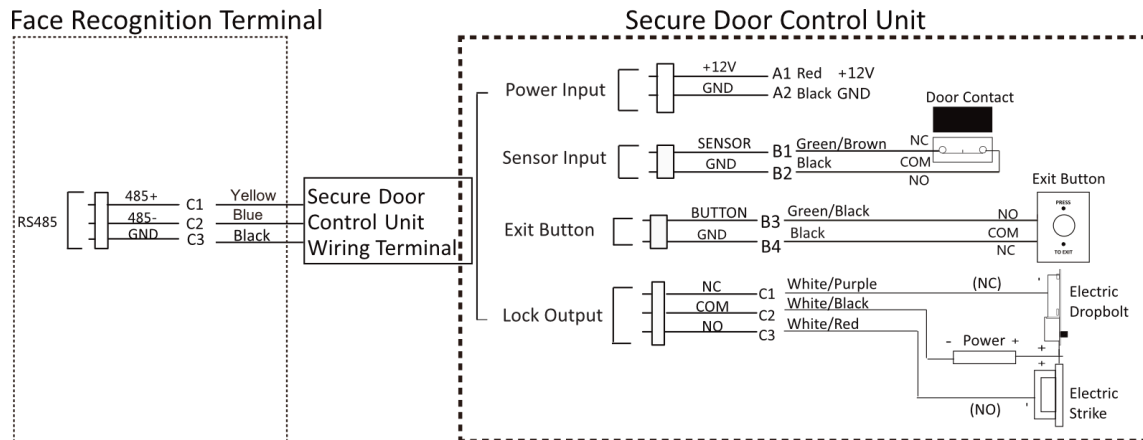 Face Recognition Terminal
Secure Door Control Unit
RS485
485+ C1 Yellow
485- C2 Blue
GND C3 Black
Secure Door
Control Unit
Wiring Terminal
Power Input
+12V A1 Red +12V
GND A2 Black GND
Sensor Input
SENSOR B1 Green/Brown NC
GND B2 Black COM
NO
Door Contact
Exit Button
BUTTON B3 Green/Black NO
GND B4 Black COM
NC
Exit Button
PRESS
TO EXIT
Lock Output
NC C1 White/Purple (NC)
COM C2 White/Black
NO C3 White/Red
Electric
Dropbolt
- Power +
+
+
(NO)
Electric
Strike